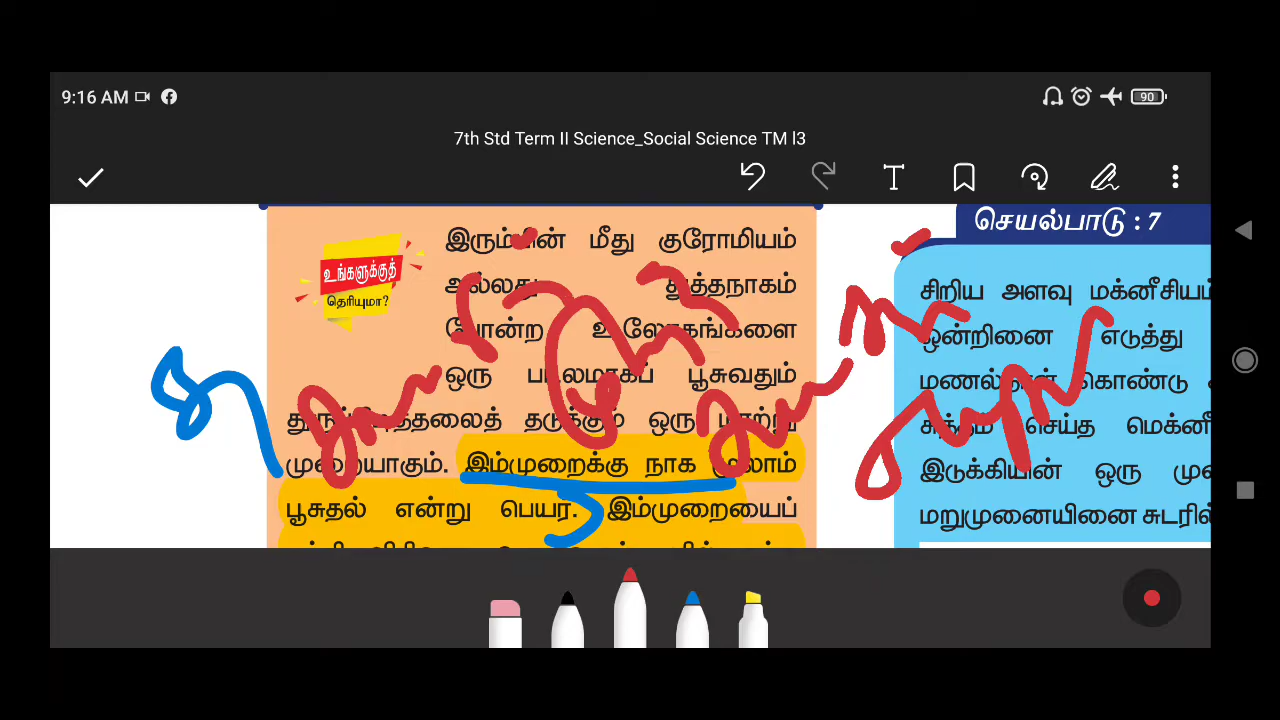 9:16 AM
90
7th Std Term II Science_Social Science TM l3
T
உங்களுக்குத்
தெரியுமா?
இரும்பின் மீது குரோமியம்
அல்லது துத்தநாகம்
போன்ற உலோகங்களை
ஒரு படலமாகப் பூசுவதும்
துருப்பிடித்தலைத் தடுக்கும் ஒரு மாற்று
முறையாகும். இம்முறைக்கு நாக முலாம்
பூசுதல் என்று பெயர். இம்முறையைப்
செயல்பாடு : 7
சிறிய அளவு மக்னீசியம்
ஒன்றினை எடுத்து
மணல்தாள் கொண்டு
சுத்தம் செய்த மெக்னீ
இடுக்கியின் ஒரு மு
மறுமுனையினை சுடரில்